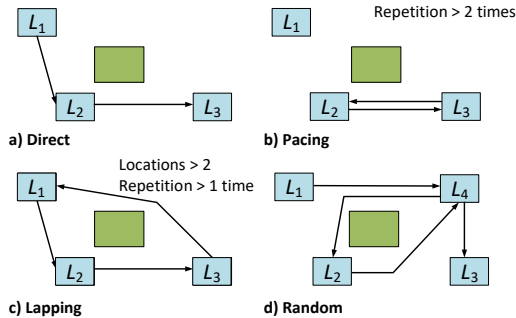 L1
L2
L3
a) Direct
Repetition > 2 times
L1
L2
L3
b) Pacing
Locations > 2
Repetition > 1 time
L1
L2
L3
c) Lapping
L1
L4
L2
L3
d) Random